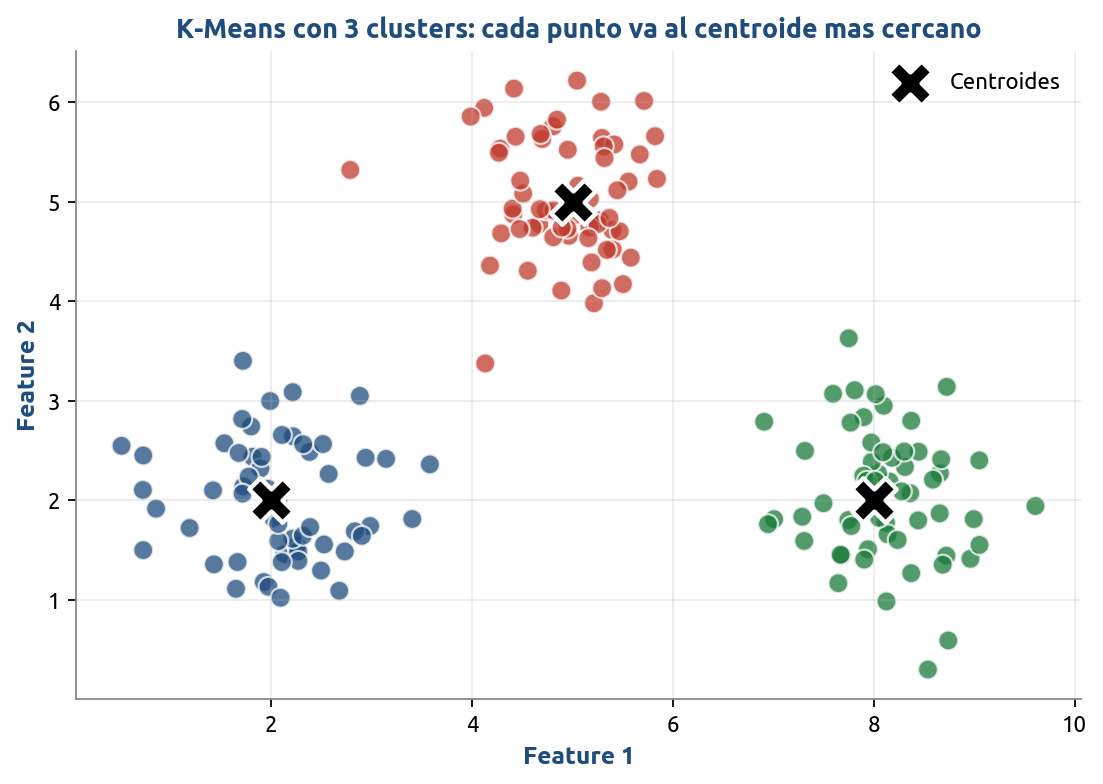 K-Means con 3 clusters: cada punto va al centroide mas cercano
Centroides
6
5
4
3
2
1
Feature 2
2 4 6 8 10
Feature 1